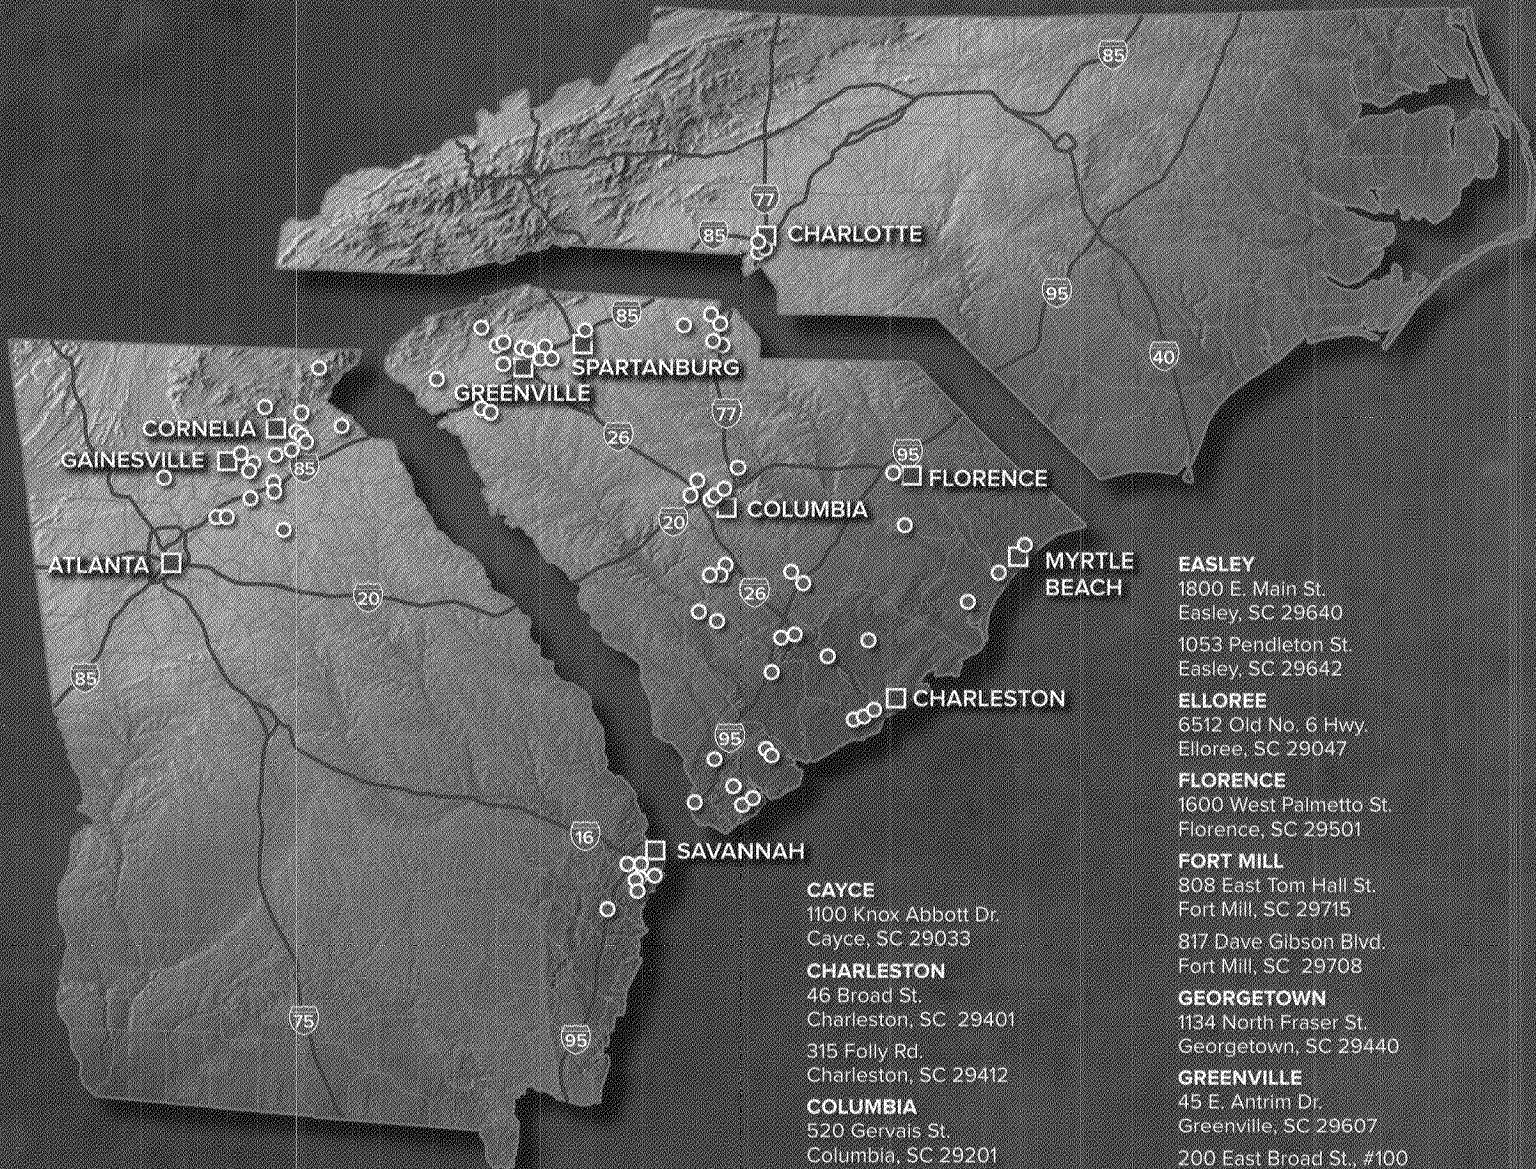 85
77
85
CHARLOTTE
95
85
40
SPARTANBURG
GREENVILLE
77
CORNELIA
26
GAINESVILLE
85
95
FLORENCE
COLUMBIA
20
ATLANTA
MYRTLE
BEACH
20
26
85
CHARLESTON
95
16
SAVANNAH
75
95
CAYCE
1100 Knox Abbott Dr.
Cayce, SC 29033
CHARLESTON
46 Broad St.
Charleston, SC 29401
315 Folly Rd.
Charleston, SC 29412
COLUMBIA
520 Gervais St.
Columbia, SC 29201
EASLEY
1800 E. Main St.
Easley, SC 29640
1053 Pendleton St.
Easley, SC 29642
ELLOREE
6512 Old No. 6 Hwy.
Elloree, SC 29047
FLORENCE
1600 West Palmetto St.
Florence, SC 29501
FORT MILL
808 East Tom Hall St.
Fort Mill, SC 29715
817 Dave Gibson Blvd.
Fort Mill, SC 29708
GEORGETOWN
1134 North Fraser St.
Georgetown, SC 29440
GREENVILLE
45 E. Antrim Dr.
Greenville, SC 29607
200 East Broad St., #100